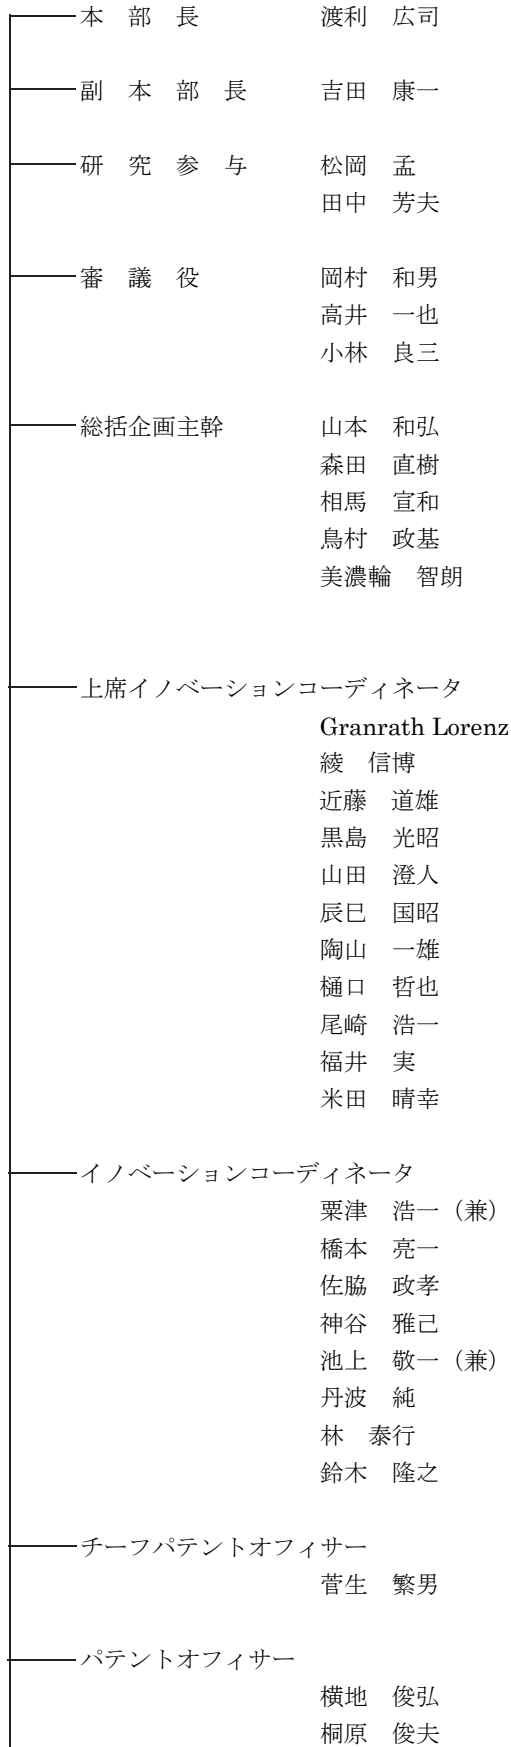 本　部　長　　　　　渡利　広司
副　本　部　長　　　吉田　康一
研　究　参　与　　　松岡　孟
田中　芳夫
審　議　役　　　　　岡村　和男
高井　一也
小林　良三
総括企画主幹　　　　山本　和弘
森田　直樹
相馬　宣和
鳥村　政基
美濃輪　智朗
上席イノベーションコーディネータ
Granrath Lorenz
綾　信博
近藤　道雄
黒島　光昭
山田　澄人
辰巳　国昭
陶山　一雄
樋口　哲也
尾崎　浩一
福井　実
米田　晴幸
イノベーションコーディネータ
粟津　浩一（兼）
橋本　亮一
佐脇　政孝
神谷　雅己
池上　敬一（兼）
丹波　純
林　泰行
鈴木　隆之
チーフパテントオフィサー
菅生　繁男
パテントオフィサー
横地　俊弘
桐原　俊夫